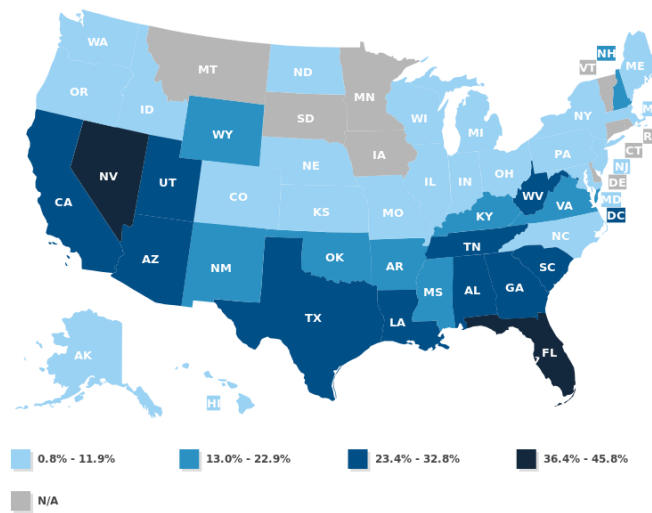 WA
MT
ND
MN
VT
NH
ME
OR
ID
SD
WI
MI
NY
M
WY
IA
PA
CT
R
NE
NJ
NV
UT
CO
IL
IN
OH
DE
MD
CA
KS
MO
KY
WV
VA
DC
AZ
NM
OK
AR
TN
NC
SC
TX
LA
MS
AL
GA
FL
AK
HI
0.8% - 11.9%
13.0% - 22.9%
23.4% - 32.8%
36.4% - 45.8%
N/A